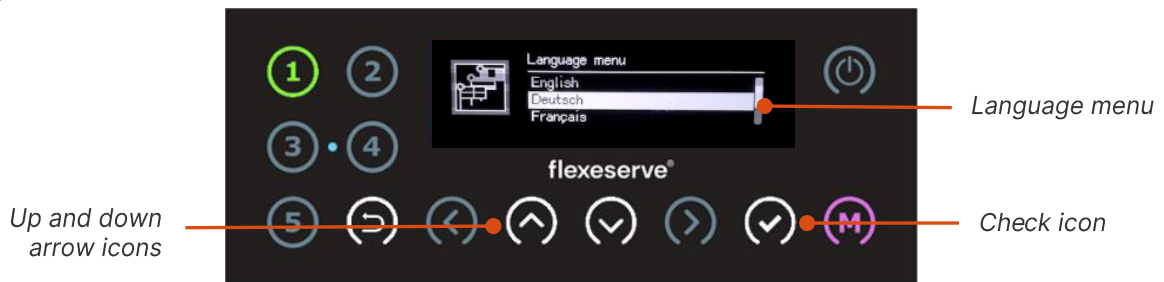 1
2
Language menu
English
Deutsch
Français
Language menu
3
4
flexeserve®
Up and down
arrow icons
5
M
Check icon